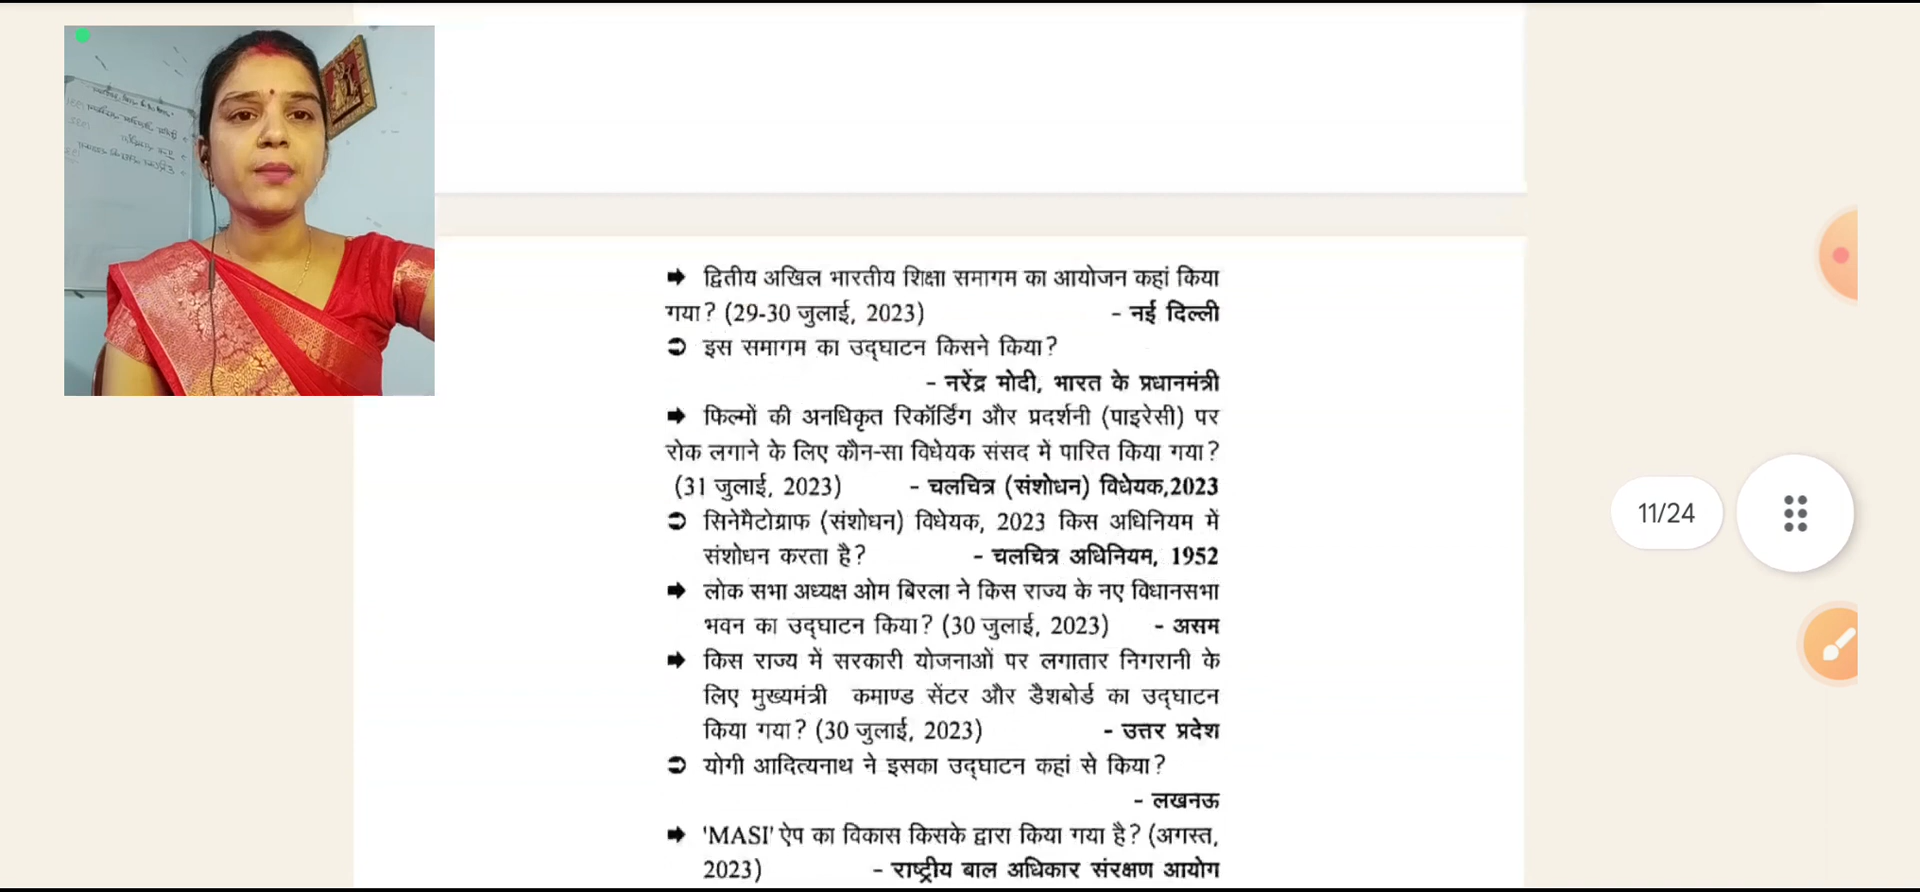 ➡ द्वितीय अखिल भारतीय शिक्षा समागम का आयोजन कहां किया
गया? (29-30 जुलाई, 2023) - नई दिल्ली
➲ इस समागम का उद्घाटन किसने किया?
- नरेंद्र मोदी, भारत के प्रधानमंत्री
➡ फिल्मों की अनधिकृत रिकॉर्डिंग और प्रदर्शनी (पाइरेसी) पर
रोक लगाने के लिए कौन-सा विधेयक संसद में पारित किया गया?
(31 जुलाई, 2023) - चलचित्र (संशोधन) विधेयक,2023
➲ सिनेमैटोग्राफ (संशोधन) विधेयक, 2023 किस अधिनियम में
संशोधन करता है? - चलचित्र अधिनियम, 1952
➡ लोक सभा अध्यक्ष ओम बिरला ने किस राज्य के नए विधानसभा
भवन का उद्घाटन किया? (30 जुलाई, 2023) - असम
➡ किस राज्य में सरकारी योजनाओं पर लगातार निगरानी के
लिए मुख्यमंत्री कमाण्ड सेंटर और डैशबोर्ड का उद्घाटन
किया गया? (30 जुलाई, 2023) - उत्तर प्रदेश
➲ योगी आदित्यनाथ ने इसका उद्घाटन कहां से किया?
- लखनऊ
➡ 'MASI' ऐप का विकास किसके द्वारा किया गया है? (अगस्त,
2023) - राष्ट्रीय बाल अधिकार संरक्षण आयोग
11/24